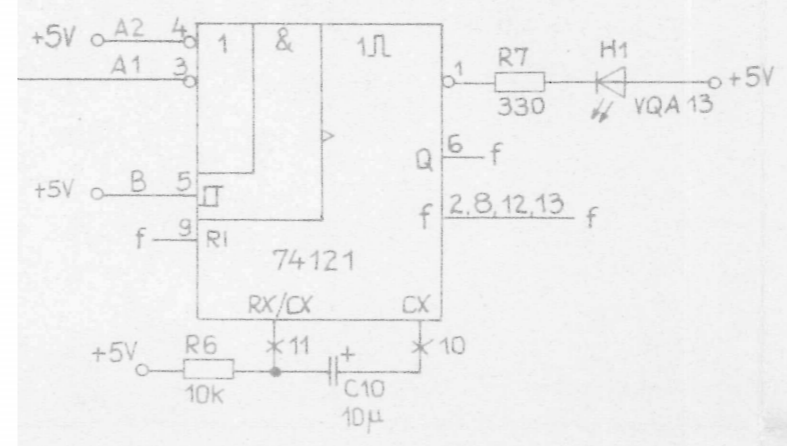 +5V A2 4 1 & 1⎍
A1 3 1 R7 H1 +5V
330 VQA 13
Q 6 f
+5V B 5
f 2,8,12,13 f
f 9 RI
74121
RX/CX CX
+5V R6 11 + 10
10k C10
10µ